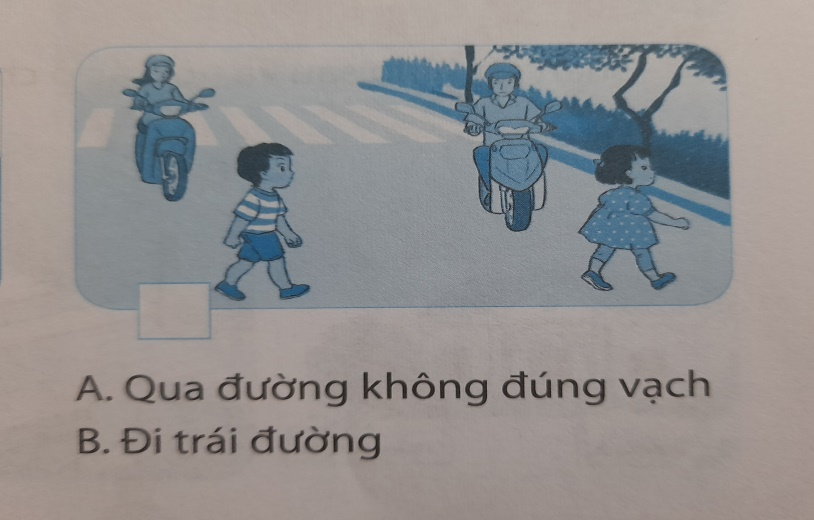 A. Qua đường không đúng vạch
B. Đi trái đường